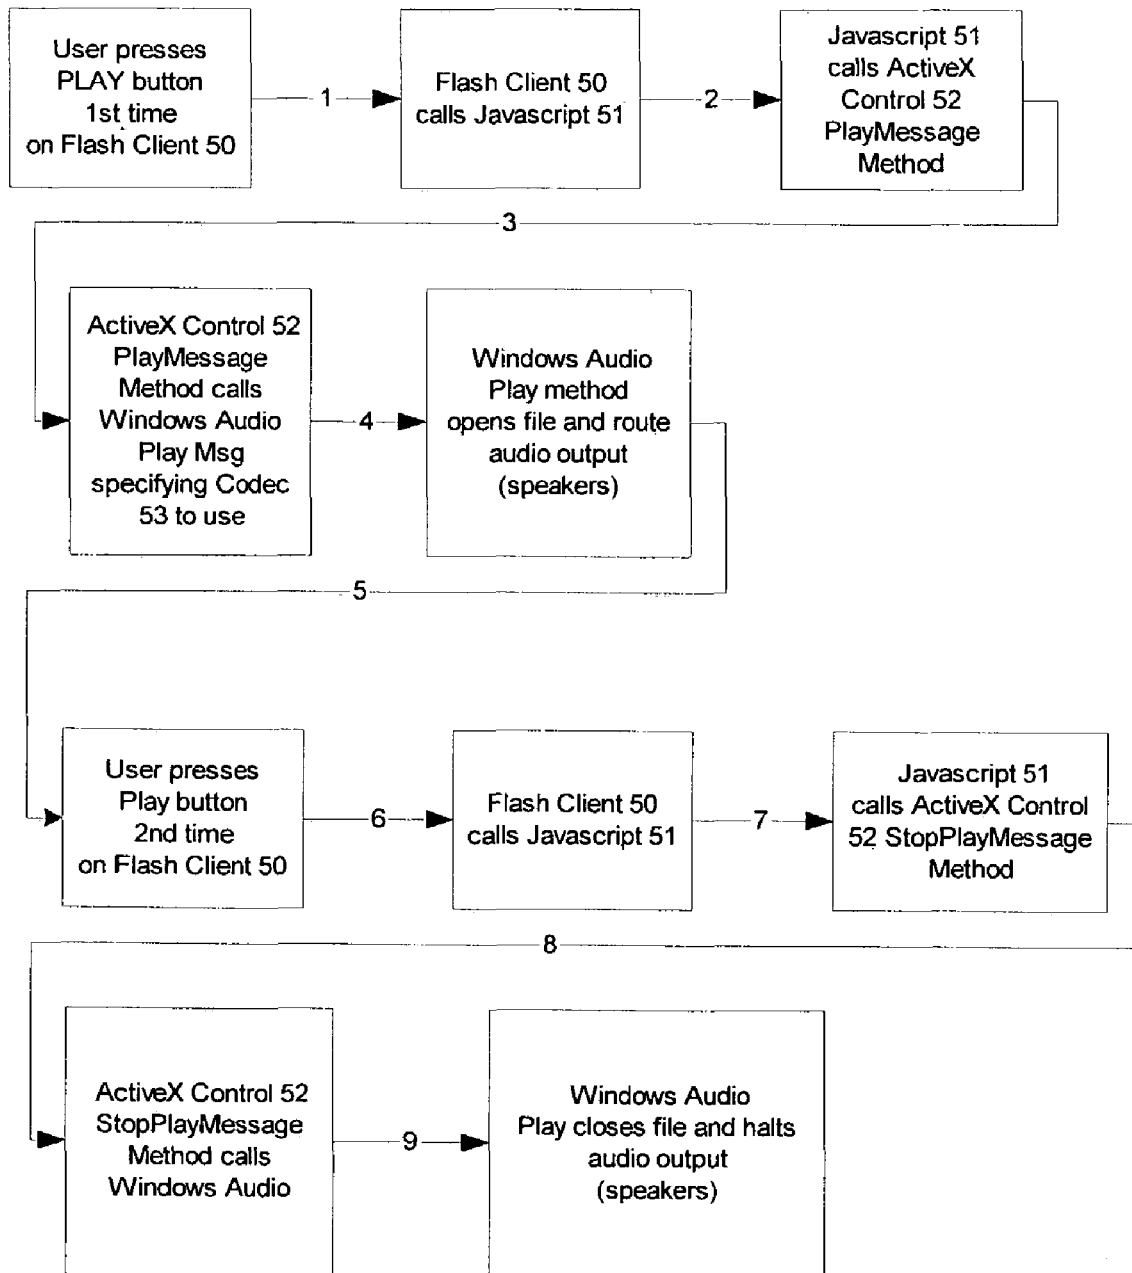 User presses
PLAY button
1st time
on Flash Client 50
1
Flash Client 50
calls Javascript 51
2
Javascript 51
calls ActiveX
Control 52
PlayMessage
Method
3
ActiveX Control 52
PlayMessage
Method calls
Windows Audio
Play Msg
specifying Codec
53 to use
4
Windows Audio
Play method
opens file and route
audio output
(speakers)
5
User presses
Play button
2nd time
on Flash Client 50
6
Flash Client 50
calls Javascript 51
7
Javascript 51
calls ActiveX Control
52 StopPlayMessage
Method
8
ActiveX Control 52
StopPlayMessage
Method calls
Windows Audio
9
Windows Audio
Play closes file and halts
audio output
(speakers)